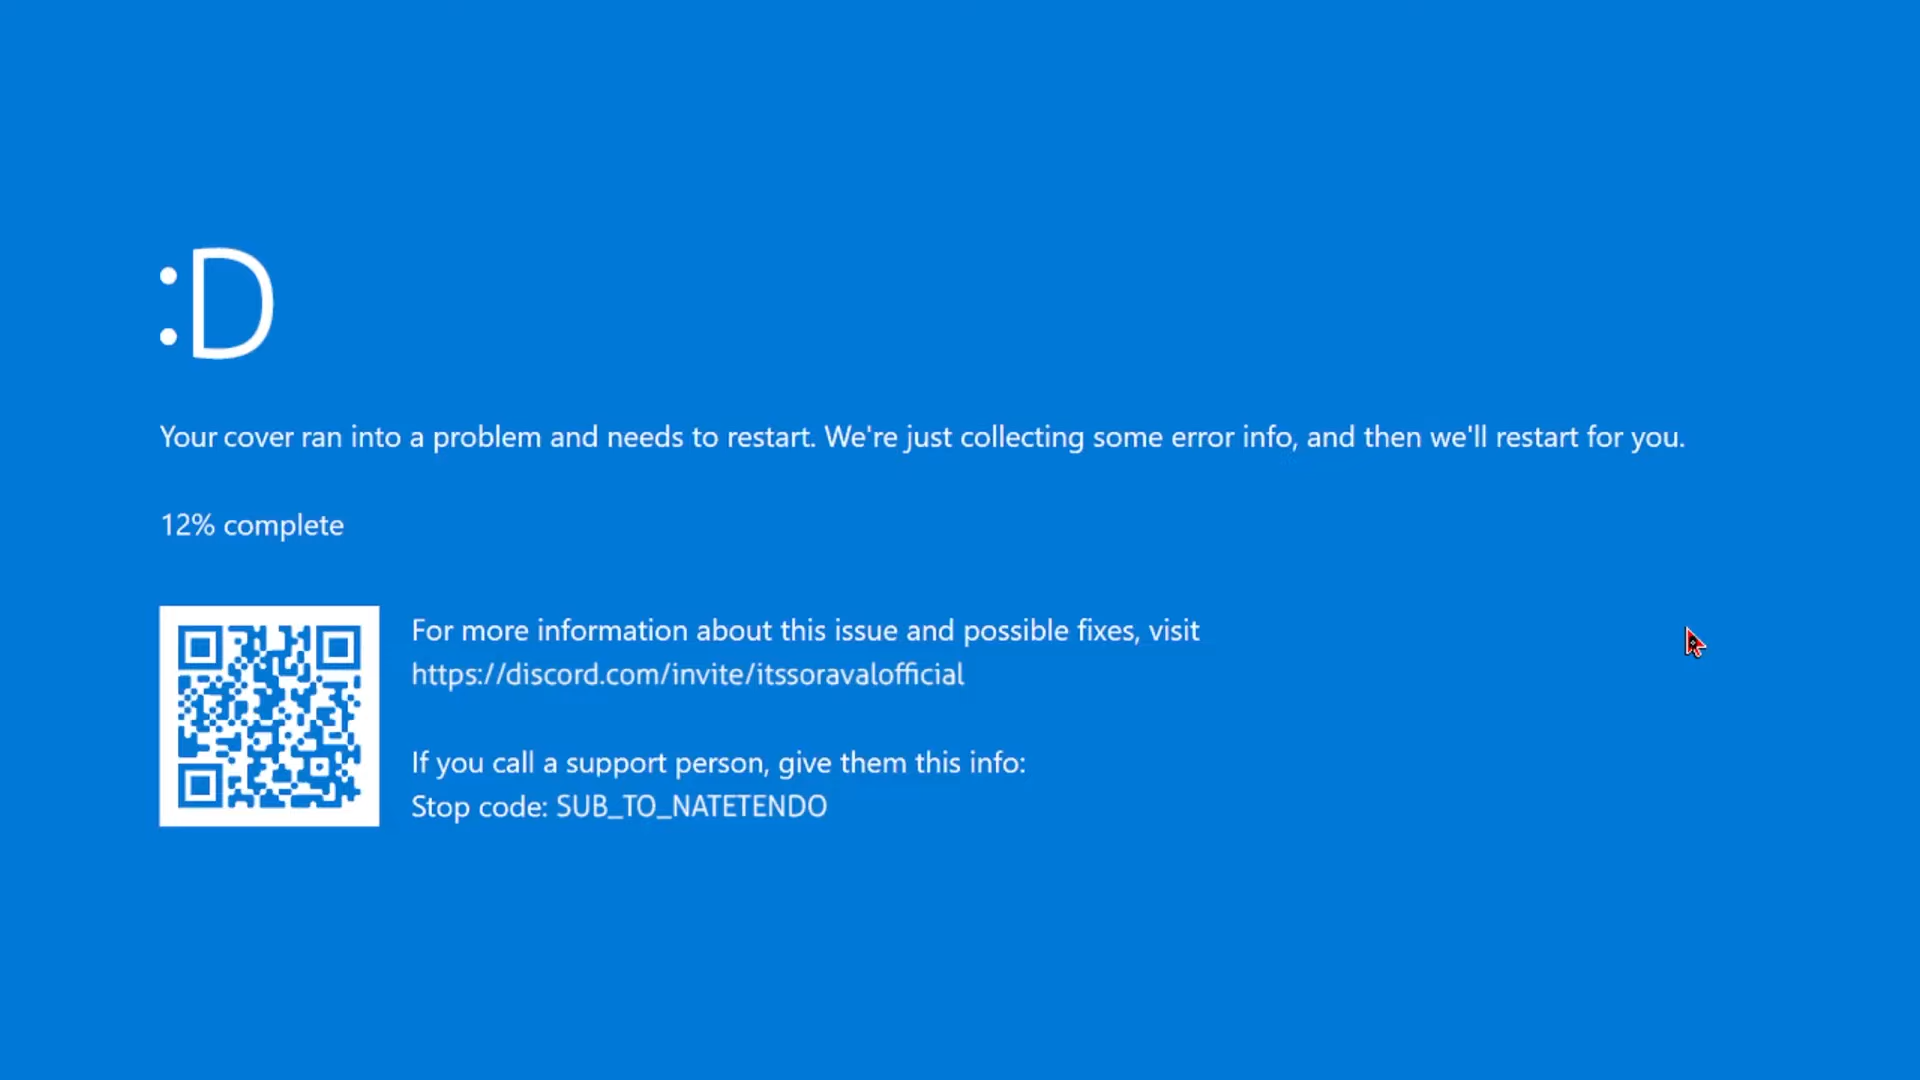 :D
Your cover ran into a problem and needs to restart. We're just collecting some error info, and then we'll restart for you.
12% complete
For more information about this issue and possible fixes, visit
https://discord.com/invite/itssoravalofficial
If you call a support person, give them this info:
Stop code: SUB_TO_NATETENDO